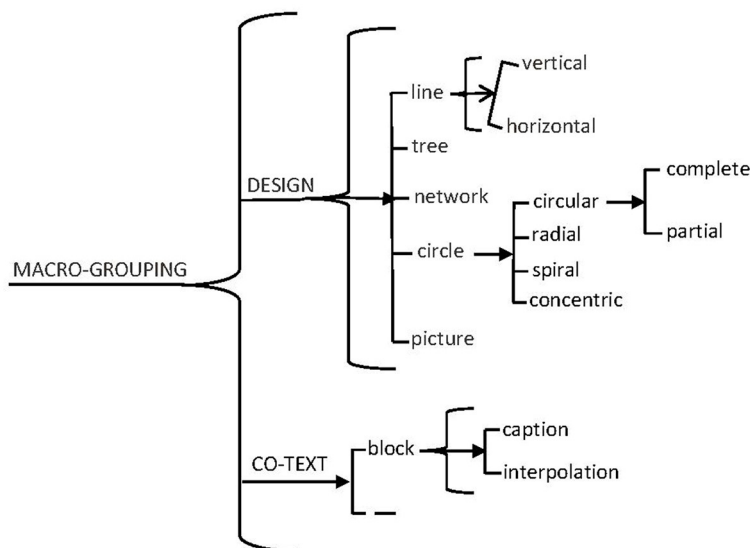 vertical
line
horizontal
tree
complete
DESIGN
network
circular
partial
radial
circle
MACRO-GROUPING
spiral
concentric
picture
caption
block
CO-TEXT
interpolation